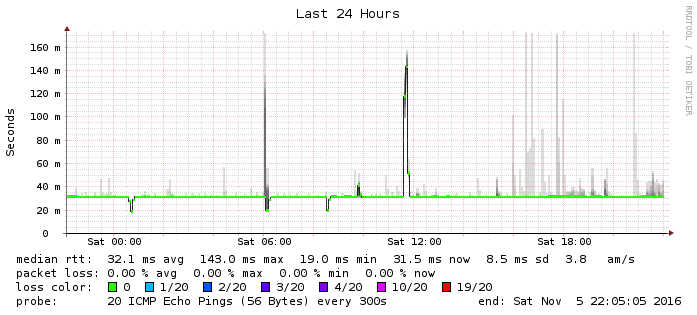 Last 24 Hours
RRDTOOL / TOBI OETIKER
Seconds
160 m
140 m
120 m
100 m
80 m
60 m
40 m
20 m
0
Sat 00:00 Sat 06:00 Sat 12:00 Sat 18:00
median rtt: 32.1 ms avg 143.0 ms max 19.0 ms min 31.5 ms now 8.5 ms sd 3.8 am/s
packet loss: 0.00 % avg 0.00 % max 0.00 % min 0.00 % now
loss color: 0 1/20 2/20 3/20 4/20 10/20 19/20
probe: 20 ICMP Echo Pings (56 Bytes) every 300s end: Sat Nov 5 22:05:05 2016